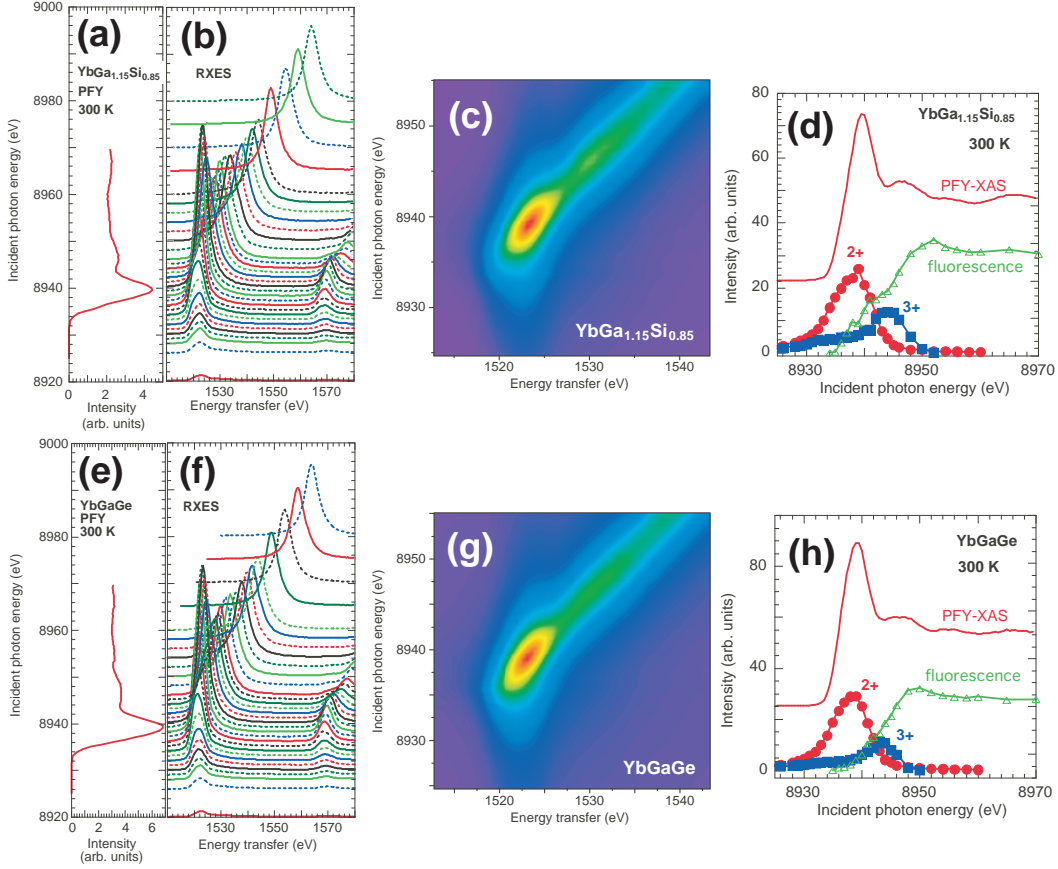 (a)
YbGa1.15Si0.85
PFY
300 K
9000
8980
8960
8940
8920
Incident photon energy (eV)
0 2 4
Intensity
(arb. units)
(b)
RXES
1530 1550 1570
Energy transfer (eV)
(c)
YbGa1.15Si0.85
8950
8940
8930
Incident photon energy (eV)
1520 1530 1540
Energy transfer (eV)
(d)
YbGa1.15Si0.85
300 K
PFY-XAS
2+
fluorescence
3+
80
60
40
20
0
Intensity (arb. units)
8930 8950 8970
Incident photon energy (eV)
(e)
YbGaGe
PFY
300 K
9000
8980
8960
8940
8920
Incident photon energy (eV)
0 2 4 6
Intensity
(arb. units)
(f)
RXES
1530 1550 1570
Energy transfer (eV)
(g)
YbGaGe
8950
8940
8930
Incident photon energy (eV)
1520 1530 1540
Energy transfer (eV)
(h)
YbGaGe
300 K
PFY-XAS
fluorescence
2+
3+
80
40
0
Intensity (arb. units)
8930 8950 8970
Incident photon energy (eV)